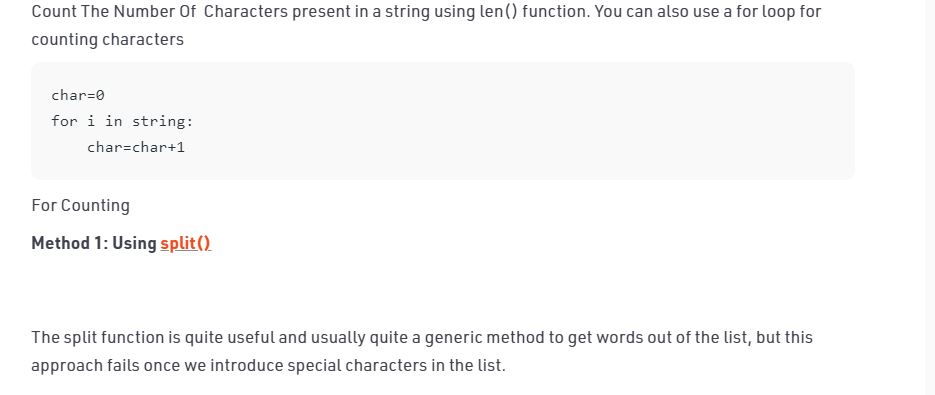 Count The Number Of  Characters present in a string using len() function. You can also use a for loop for
counting characters
char=0
for i in string:
    char=char+1
For Counting
Method 1: Using split()
The split function is quite useful and usually quite a generic method to get words out of the list, but this
approach fails once we introduce special characters in the list.